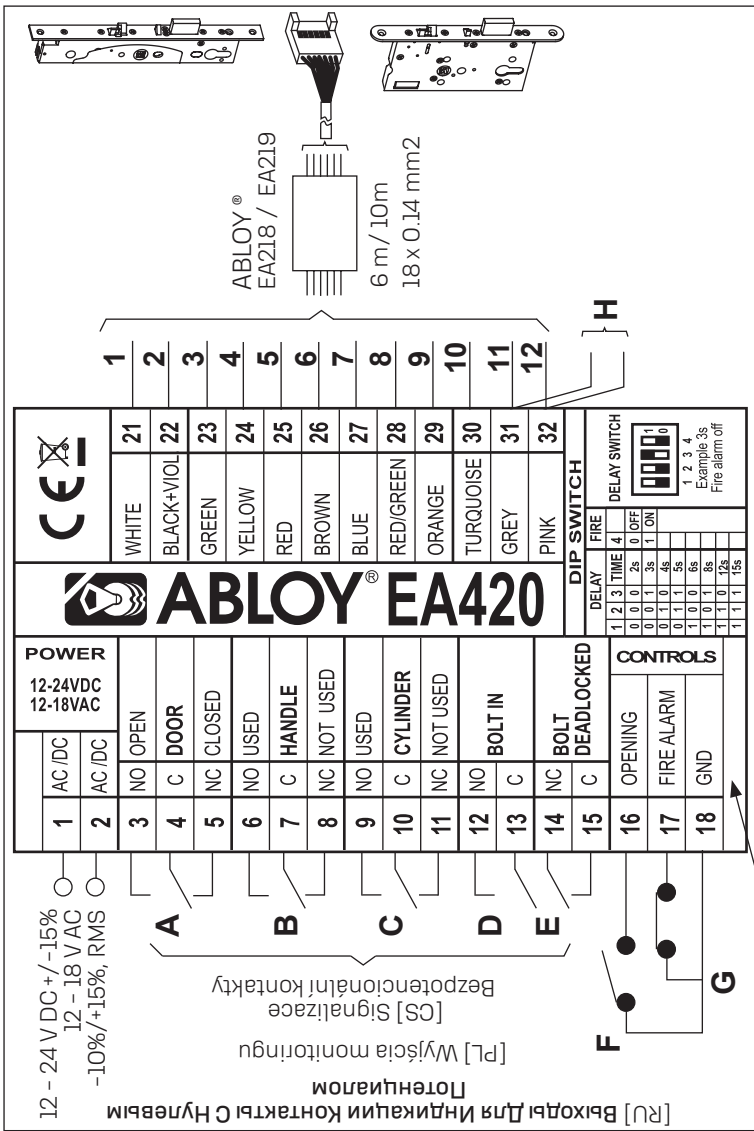 12 - 24 V DC +/-15%
12 - 18 V AC
-10%/+15%, RMS
[RU] Выходы Для Индикации Контакты С Нулевым
Потенциалом
[PL] Wyjścia monitoringu
[CS] Signalizace
Bezpotencionální kontakty
A
B
C
D
E
F
G
POWER
12-24VDC
12-18VAC
1 AC /DC
2 AC /DC
3 NO OPEN
4 C DOOR
5 NC CLOSED
6 NO USED
7 C HANDLE
8 NC NOT USED
9 NO USED
10 C CYLINDER
11 NC NOT USED
12 NO BOLT IN
13 C
14 NC BOLT
15 C DEADLOCKED
CONTROLS
16 OPENING
17 FIRE ALARM
18 GND
ABLOY® EA420
CE
WHITE 21 1
BLACK+VIOL 22 2
GREEN 23 3
YELLOW 24 4
RED 25 5
BROWN 26 6
BLUE 27 7
RED/GREEN 28 8
ORANGE 29 9
TURQUOISE 30 10
GREY 31 11
PINK 32 12
H
DIP SWITCH
DELAY FIRE
1 2 3 TIME 4
0 0 0 2s 0 OFF
0 0 1 3s 1 ON
0 1 0 4s
0 1 1 5s
1 0 0 6s
1 0 1 8s
1 1 0 12s
1 1 1 15s
DELAY SWITCH
1
0
1 2 3 4
Example 3s
Fire alarm off
ABLOY ®
EA218 / EA219
6 m / 10m
18 x 0.14 mm2